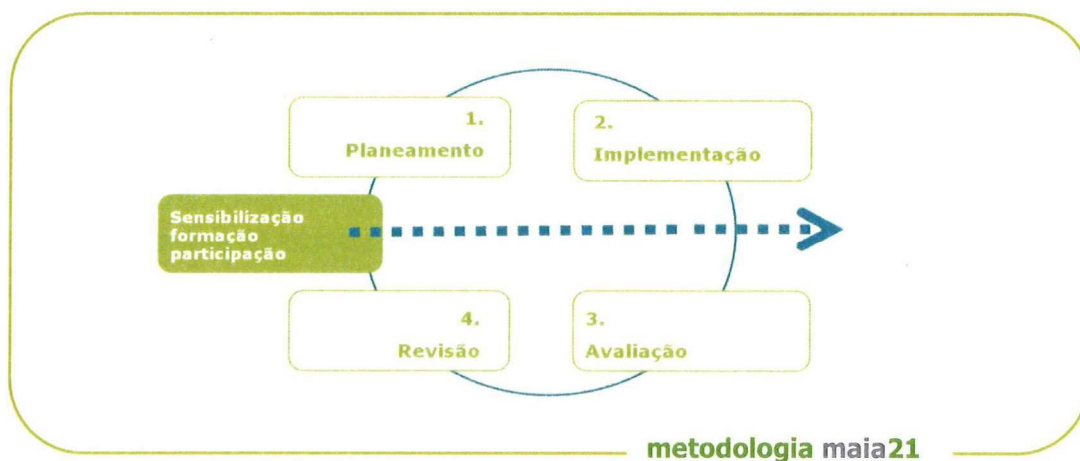 1.
Planeamento
2.
Implementação
Sensibilização
formação
participação
4.
Revisão
3.
Avaliação
metodologia maia21